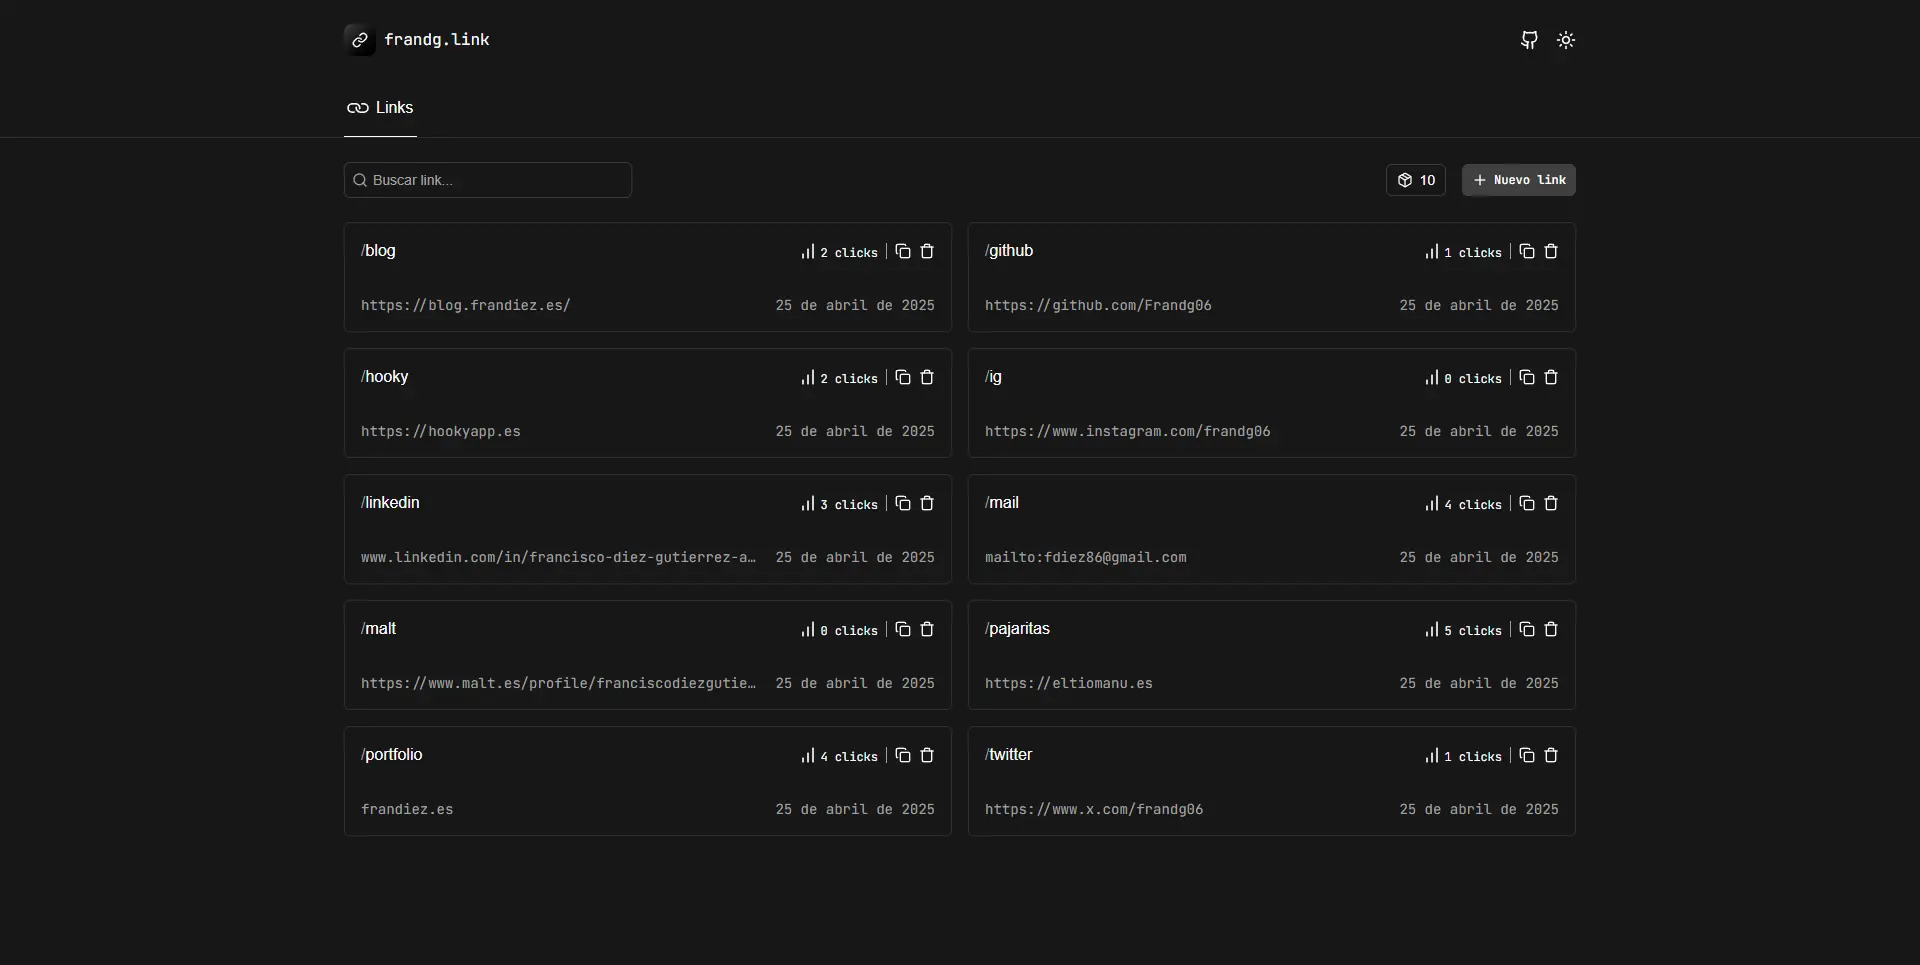 frandg.link
Links
Buscar link...
10
Nuevo link
/blog
2 clicks
https://blog.frandiez.es/
25 de abril de 2025
/github
1 clicks
https://github.com/Frandg06
25 de abril de 2025
/hooky
2 clicks
https://hookyapp.es
25 de abril de 2025
/ig
0 clicks
https://www.instagram.com/frandg06
25 de abril de 2025
/linkedin
3 clicks
www.linkedin.com/in/francisco-diez-gutierrez-a…
25 de abril de 2025
/mail
4 clicks
mailto:fdiez86@gmail.com
25 de abril de 2025
/malt
0 clicks
https://www.malt.es/profile/franciscodiezgutie…
25 de abril de 2025
/pajaritas
5 clicks
https://eltiomanu.es
25 de abril de 2025
/portfolio
4 clicks
frandiez.es
25 de abril de 2025
/twitter
1 clicks
https://www.x.com/frandg06
25 de abril de 2025